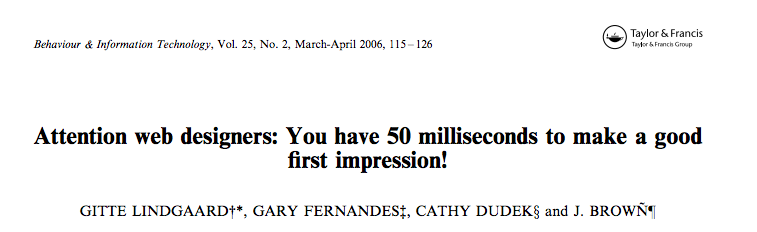 Behaviour & Information Technology, Vol. 25, No. 2, March-April 2006, 115–126
Taylor & Francis
Taylor & Francis Group
Attention web designers: You have 50 milliseconds to make a good
first impression!
GITTE LINDGAARD†*, GARY FERNANDES‡, CATHY DUDEK§ and J. BROWÑ¶